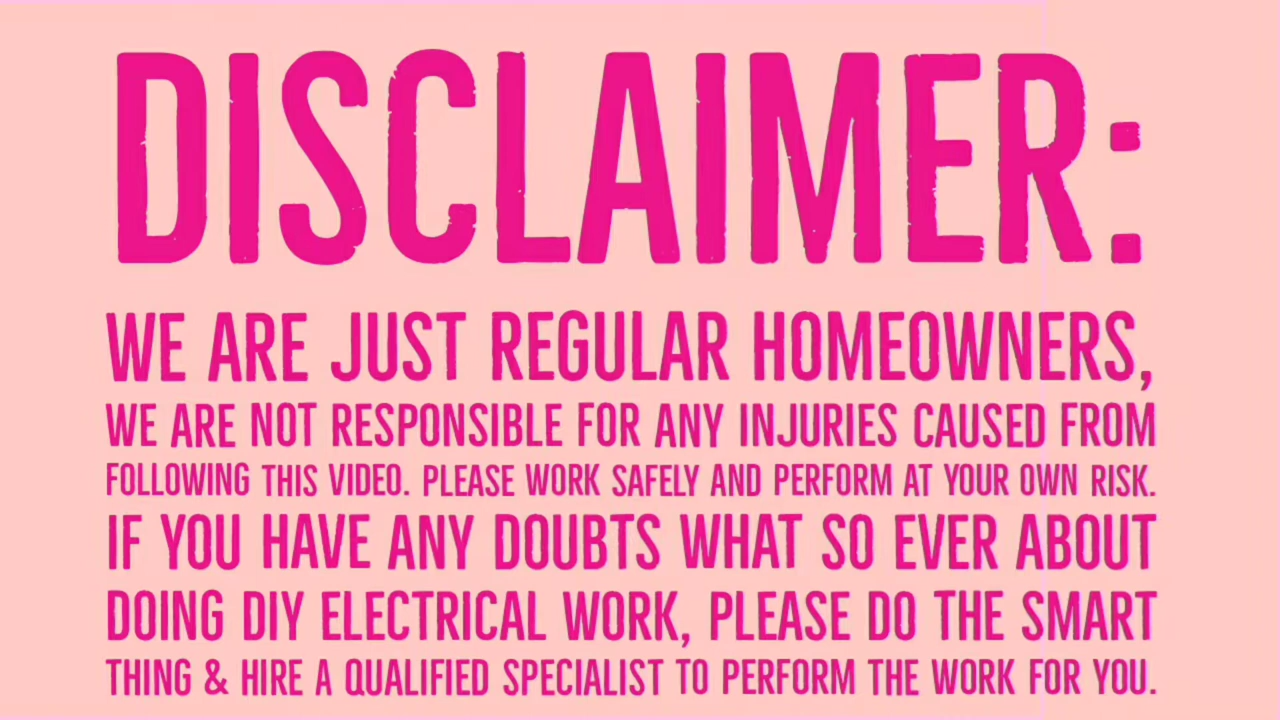 DISCLAIMER:
WE ARE JUST REGULAR HOMEOWNERS,
WE ARE NOT RESPONSIBLE FOR ANY INJURIES CAUSED FROM
FOLLOWING THIS VIDEO. PLEASE WORK SAFELY AND PERFORM AT YOUR OWN RISK.
IF YOU HAVE ANY DOUBTS WHAT SO EVER ABOUT
DOING DIY ELECTRICAL WORK, PLEASE DO THE SMART
THING & HIRE A QUALIFIED SPECIALIST TO PERFORM THE WORK FOR YOU.